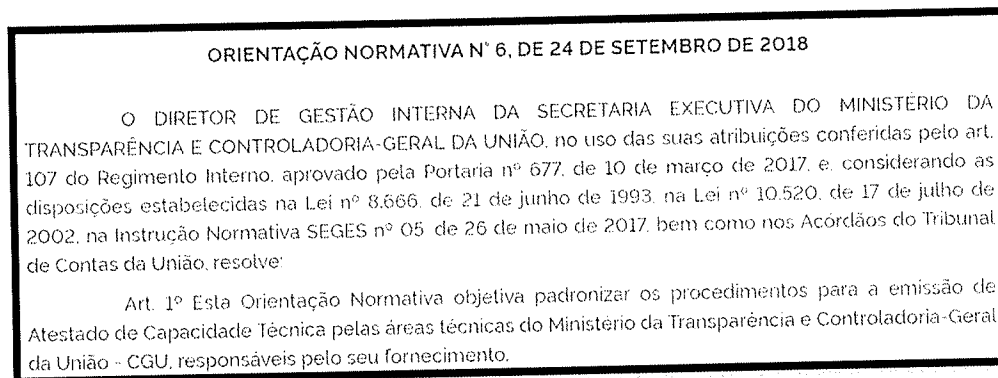 ORIENTAÇÃO NORMATIVA N° 6, DE 24 DE SETEMBRO DE 2018
O DIRETOR DE GESTÃO INTERNA DA SECRETARIA EXECUTIVA DO MINISTÉRIO DA
TRANSPARÊNCIA E CONTROLADORIA-GERAL DA UNIÃO, no uso das suas atribuições conferidas pelo art.
107 do Regimento Interno, aprovado pela Portaria nº 677, de 10 de março de 2017, e, considerando as
disposições estabelecidas na Lei nº 8.666, de 21 de junho de 1993, na Lei nº 10.520, de 17 de julho de
2002, na Instrução Normativa SEGES nº 05, de 26 de maio de 2017, bem como nos Acórdãos do Tribunal
de Contas da União, resolve:
Art. 1º Esta Orientação Normativa objetiva padronizar os procedimentos para a emissão de
Atestado de Capacidade Técnica pelas áreas técnicas do Ministério da Transparência e Controladoria-Geral
da União - CGU, responsáveis pelo seu fornecimento.